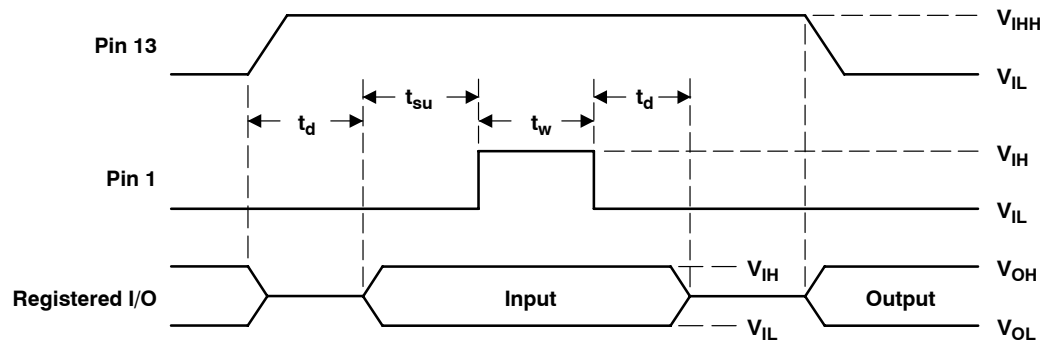 V_IHH
Pin 13
V_IL
t_su
t_d
t_d
t_w
V_IH
Pin 1
V_IL
V_IH
V_OH
Registered I/O
Input
Output
V_IL
V_OL